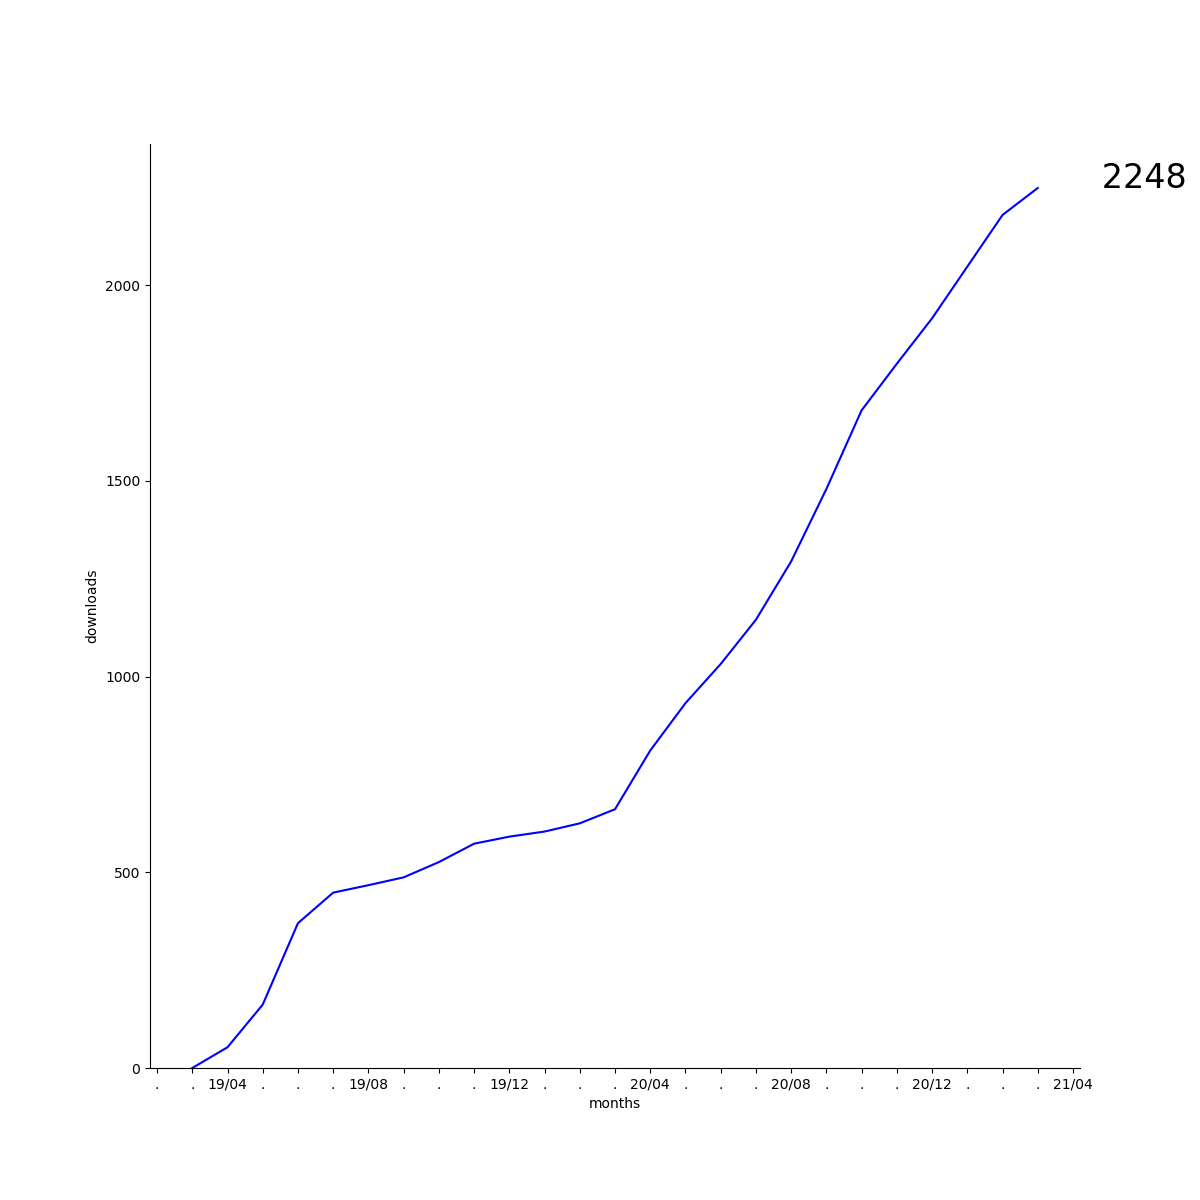 2248
2000
1500
1000
500
0
downloads
. . 19/04 . . . 19/08 . . . 19/12 . . . 20/04 . . . 20/08 . . . 20/12 . . . 21/04
months